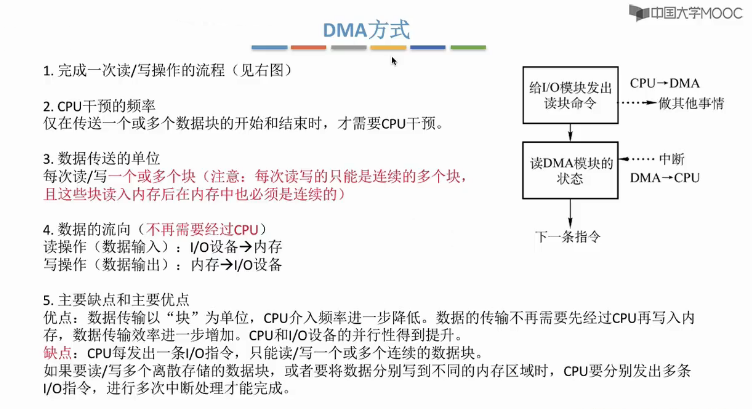 中国大学MOOC
DMA方式
1. 完成一次读/写操作的流程（见右图）
2. CPU干预的频率
仅在传送一个或多个数据块的开始和结束时，才需要CPU干预。
3. 数据传送的单位
每次读/写一个或多个块（注意：每次读写的只能是连续的多个块，
且这些块读入内存后在内存中也必须是连续的）
4. 数据的流向（不再需要经过CPU）
读操作（数据输入）：I/O设备→内存
写操作（数据输出）：内存→I/O设备
5. 主要缺点和主要优点
优点：数据传输以“块”为单位，CPU介入频率进一步降低。数据的传输不再需要先经过CPU再写入内
存，数据传输效率进一步增加。CPU和I/O设备的并行性得到提升。
缺点：CPU每发出一条I/O指令，只能读/写一个或多个连续的数据块。
如果要读/写多个离散存储的数据块，或者要将数据分别写到不同的内存区域时，CPU要分别发出多条
I/O指令，进行多次中断处理才能完成。
给I/O模块发出
读块命令
CPU→DMA
做其他事情
读DMA模块的
状态
中断
DMA→CPU
下一条指令